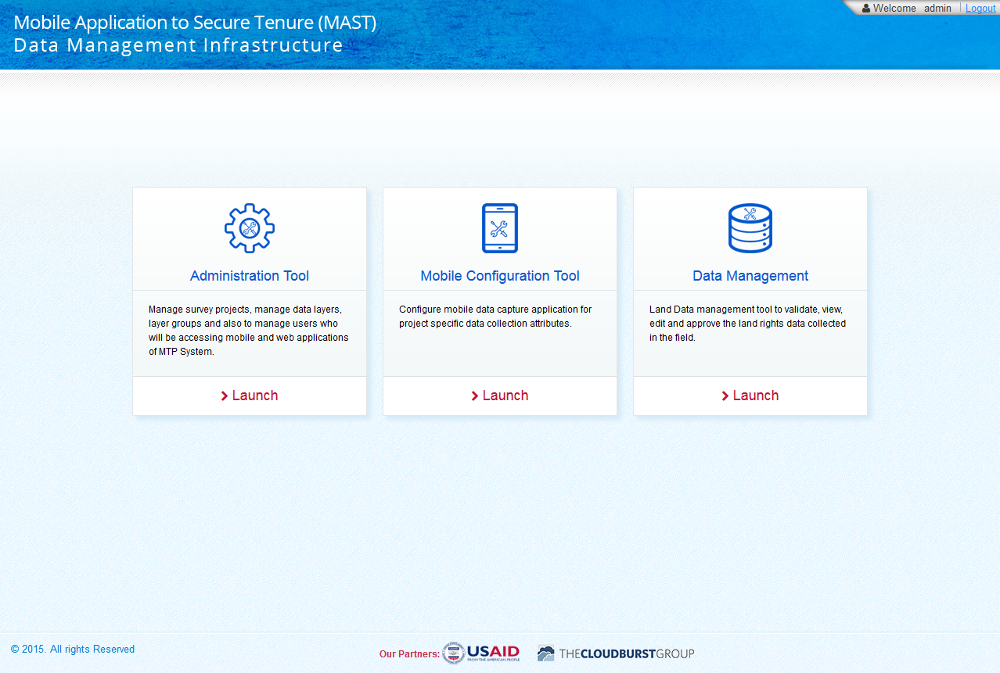 Mobile Application to Secure Tenure (MAST)
Data Management Infrastructure
Welcome admin Logout
Administration Tool
Manage survey projects, manage data layers,
layer groups and also to manage users who
will be accessing mobile and web applications
of MTP System.
Launch
Mobile Configuration Tool
Configure mobile data capture application for
project specific data collection attributes.
Launch
Data Management
Land Data management tool to validate, view,
edit and approve the land rights data collected
in the field.
Launch
© 2015. All rights Reserved
Our Partners:
USAID
FROM THE AMERICAN PEOPLE
THECLOUDBURSTGROUP